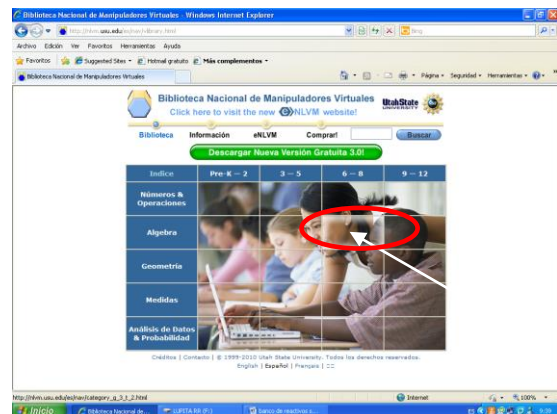 Biblioteca Nacional de Manipuladores Virtuales - Windows Internet Explorer
http://nlvm.usu.edu/es/nav/vlibrary.html
Bing
Archivo Edición Ver Favoritos Herramientas Ayuda
Favoritos Suggested Sites Hotmail gratuito Más complementos
Biblioteca Nacional de Manipuladores Virtuales
Página Seguridad Herramientas
Biblioteca Nacional de Manipuladores Virtuales
UtahState UNIVERSITY
Click here to visit the new NLVM website!
Biblioteca Información eNLVM Comprar! Buscar
Descargar Nueva Versión Gratuita 3.0!
Indice Pre-K — 2 3 — 5 6 — 8 9 — 12
Números &
Operaciones
Algebra
Geometría
Medidas
Análisis de Datos
& Probabilidad
Créditos | Contacto | © 1999-2010 Utah State University. Todos los derechos reservados.
English | Español | Français |
http://nlvm.usu.edu/es/nav/category_g_3_t_2.html Internet 100%
Inicio Biblioteca Nacional de... LUPITA RR (F:) banco de reactivos s...